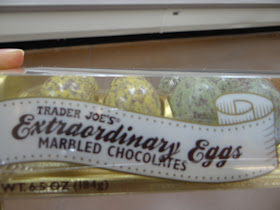 TRADER JOE'S
Extraordinary Eggs
MARBLED CHOCOLATES
WT. 6.5 OZ (184g)